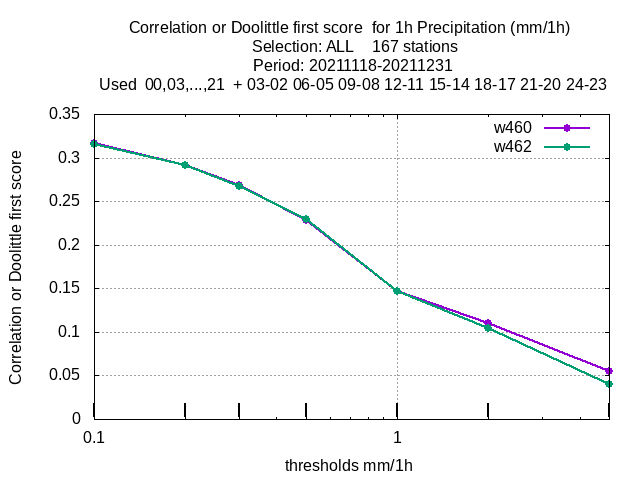 Correlation or Doolittle first score  for 1h Precipitation (mm/1h)
Selection: ALL    167 stations
Period: 20211118-20211231
Used  00,03,...,21  + 03-02 06-05 09-08 12-11 15-14 18-17 21-20 24-23
w460
w462
Correlation or Doolittle first score
0.35
0.3
0.25
0.2
0.15
0.1
0.05
0
0.1
1
thresholds mm/1h